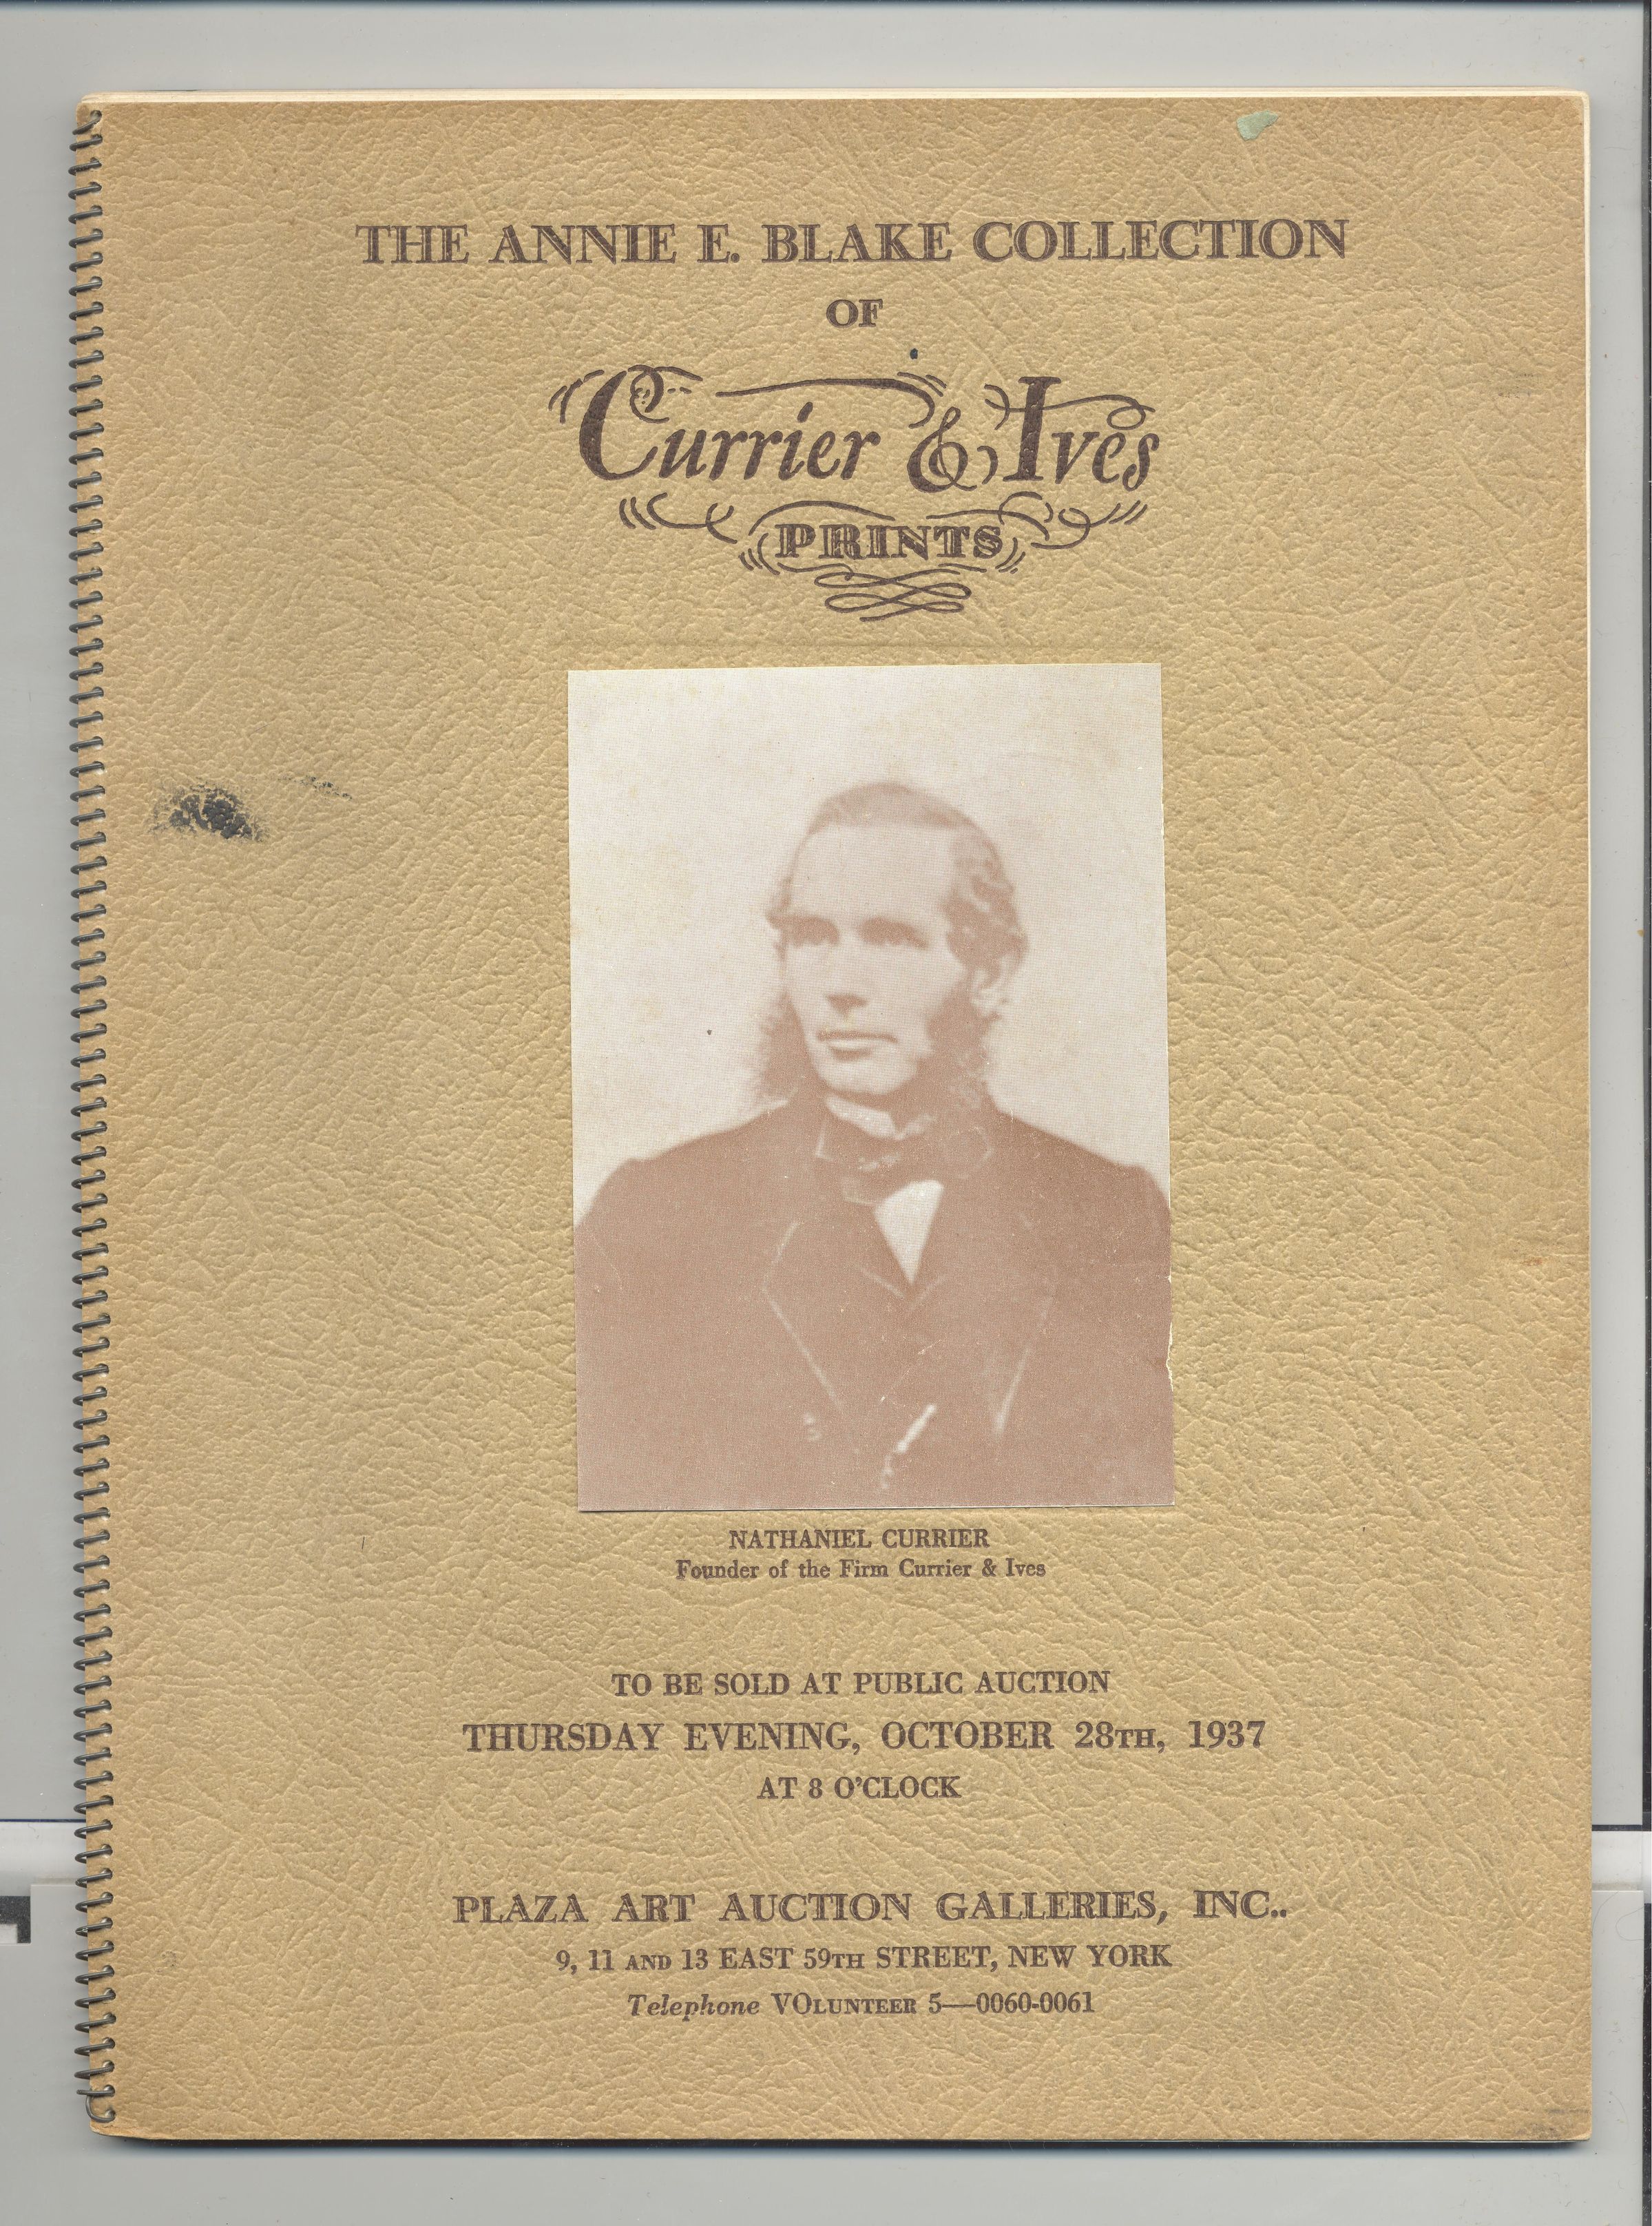 THE ANNIE E. BLAKE COLLECTION
OF
Currier & Ives
PRINTS
NATHANIEL CURRIER
Founder of the Firm Currier & Ives
TO BE SOLD AT PUBLIC AUCTION
THURSDAY EVENING, OCTOBER 28TH, 1937
AT 8 O'CLOCK
PLAZA ART AUCTION GALLERIES, INC..
9, 11 AND 13 EAST 59TH STREET, NEW YORK
Telephone VOLUNTEER 5—0060-0061